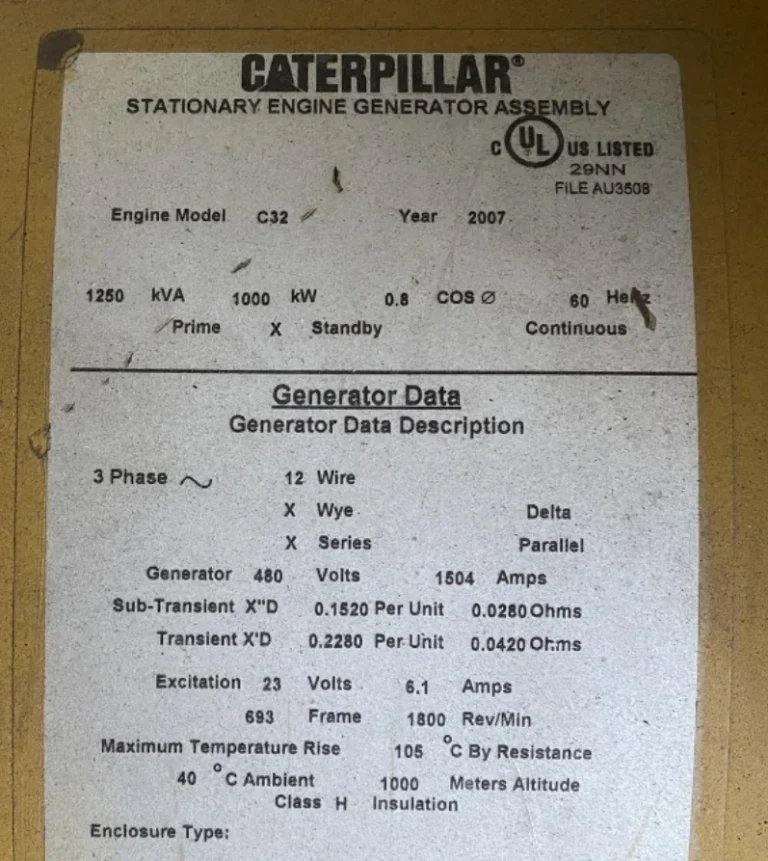 CATERPILLAR®
STATIONARY ENGINE GENERATOR ASSEMBLY
C UL US LISTED
29NN
FILE AU3508
Engine Model C32 Year 2007
1250 kVA 1000 kW 0.8 COS Ø 60 Hertz
Prime X Standby Continuous
Generator Data
Generator Data Description
3 Phase ~ 12 Wire
X Wye Delta
X Series Parallel
Generator 480 Volts 1504 Amps
Sub-Transient X"D 0.1520 Per Unit 0.0280 Ohms
Transient X'D 0.2280 Per Unit 0.0420 Ohms
Excitation 23 Volts 6.1 Amps
693 Frame 1800 Rev/Min
Maximum Temperature Rise 105 °C By Resistance
40 °C Ambient 1000 Meters Altitude
Class H Insulation
Enclosure Type: